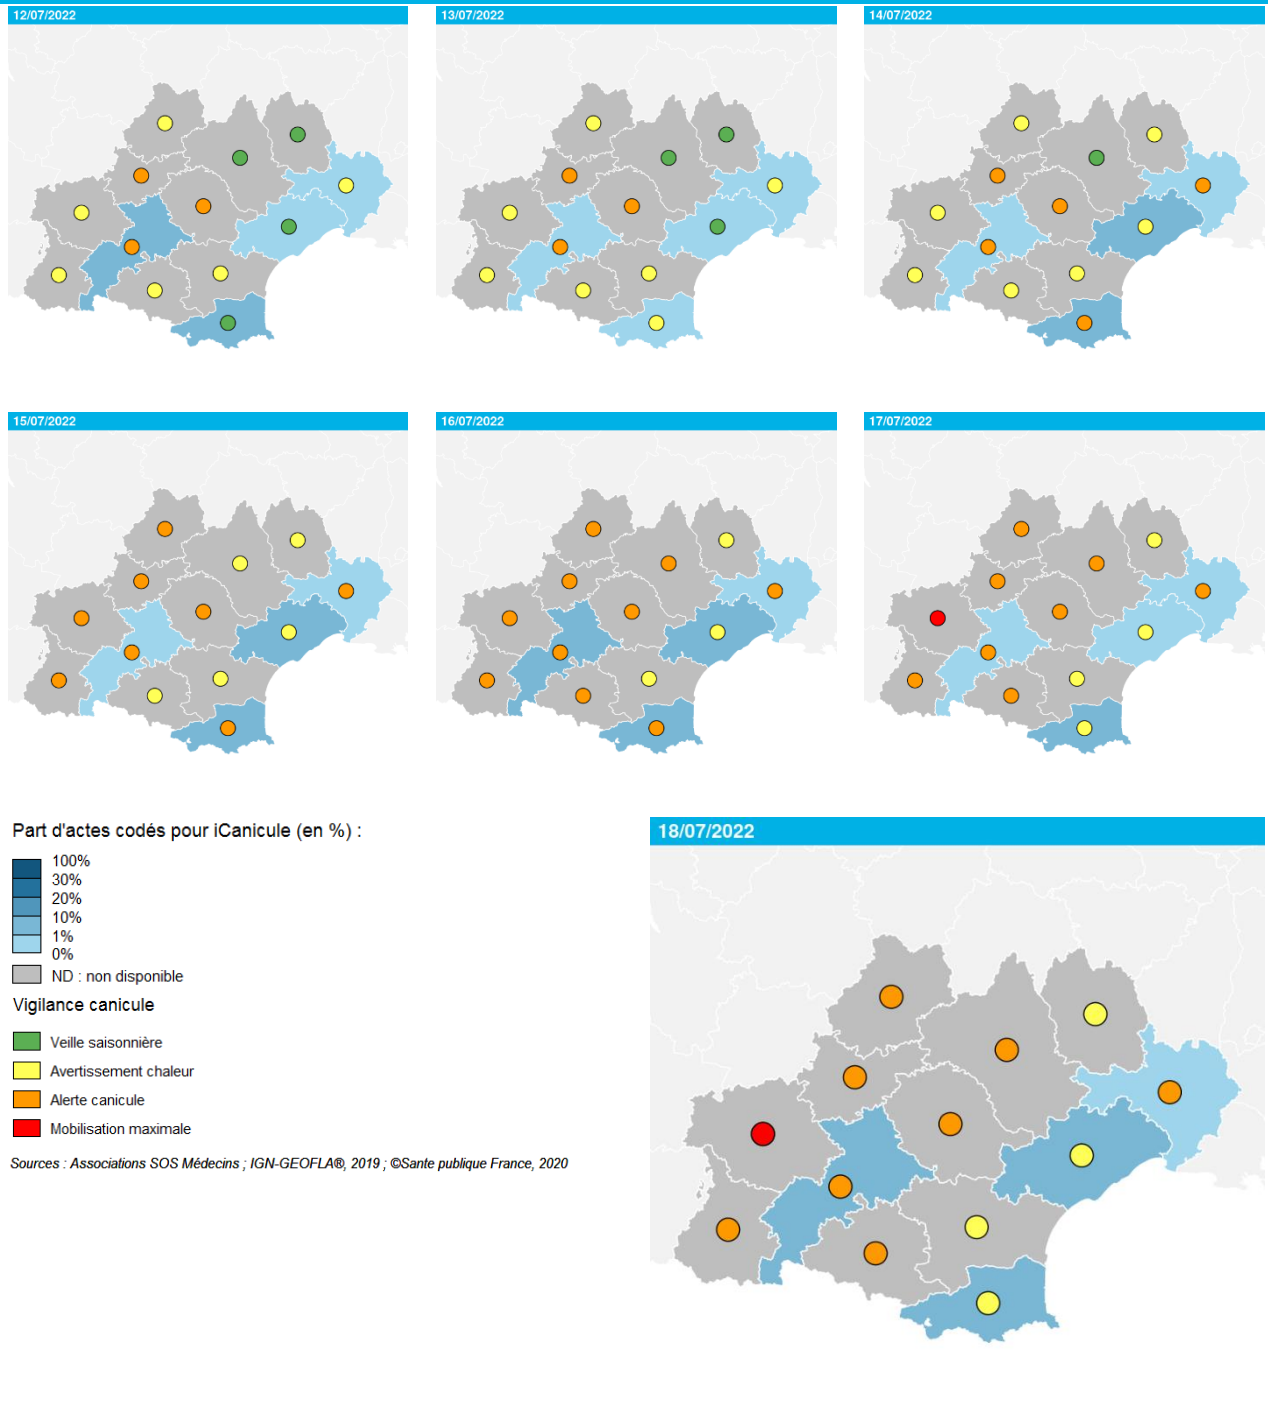 12/07/2022
13/07/2022
14/07/2022
15/07/2022
16/07/2022
17/07/2022
Part d'actes codés pour iCanicule (en %) :
100%
30%
20%
10%
1%
0%
ND : non disponible
Vigilance canicule
Veille saisonnière
Avertissement chaleur
Alerte canicule
Mobilisation maximale
Sources : Associations SOS Médecins ; IGN-GEOFLA®, 2019 ; ©Sante publique France, 2020
18/07/2022